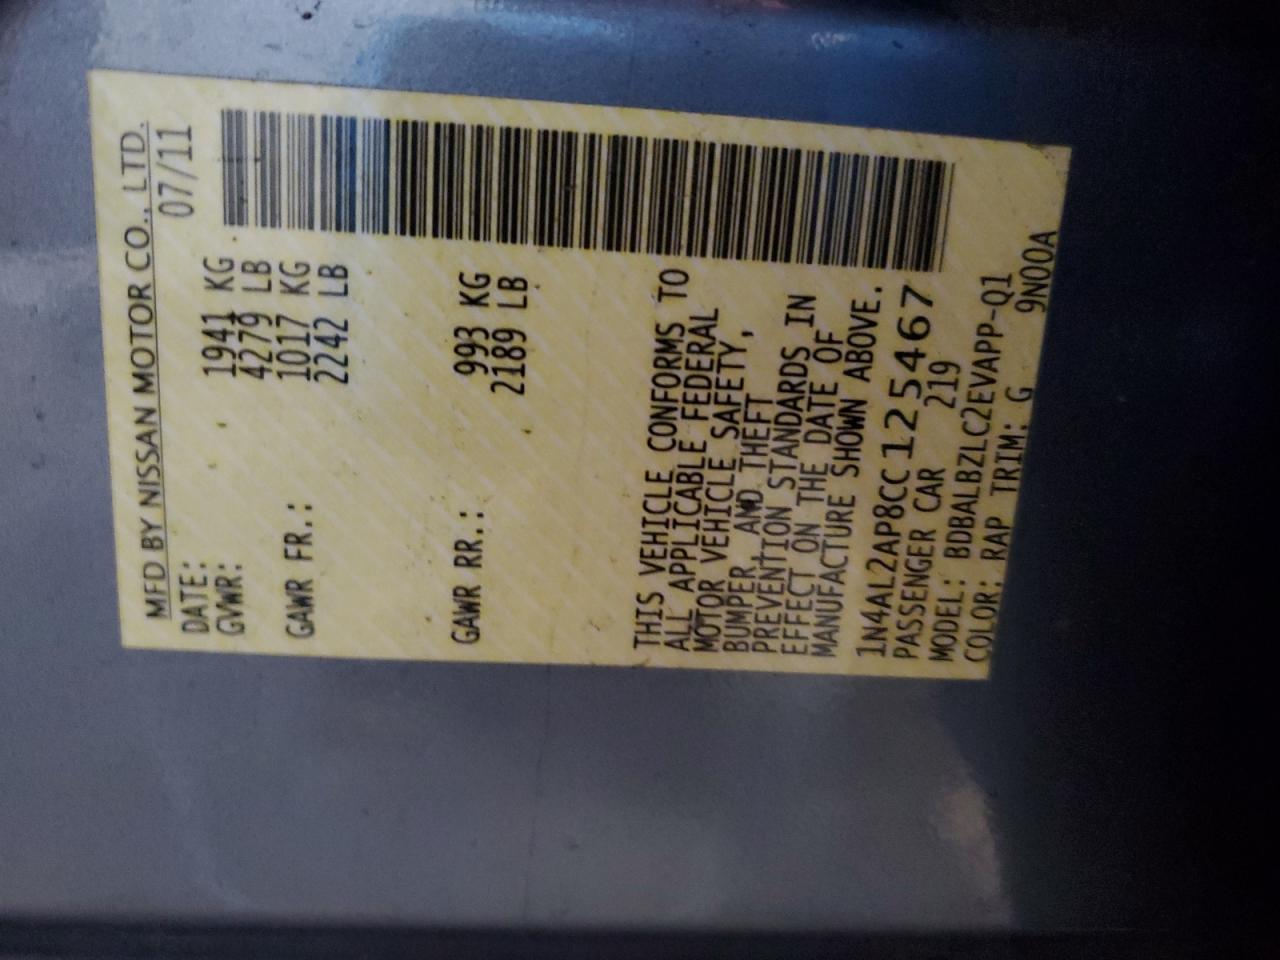 MFD BY NISSAN MOTOR CO., LTD.
DATE: 07/11
GVWR: 1941 KG
4279 LB
GAWR FR.: 1017 KG
2242 LB
GAWR RR.: 993 KG
2189 LB
THIS VEHICLE CONFORMS TO
ALL APPLICABLE FEDERAL
MOTOR VEHICLE SAFETY,
BUMPER AND THEFT
PREVENTION STANDARDS IN
EFFECT ON THE DATE OF
MANUFACTURE SHOWN ABOVE.
1N4AL2AP8CC125467
PASSENGER CAR 219
MODEL: BDBALBZLC2EVAPP-Q1
COLOR: RAP TRIM: G 9N00A